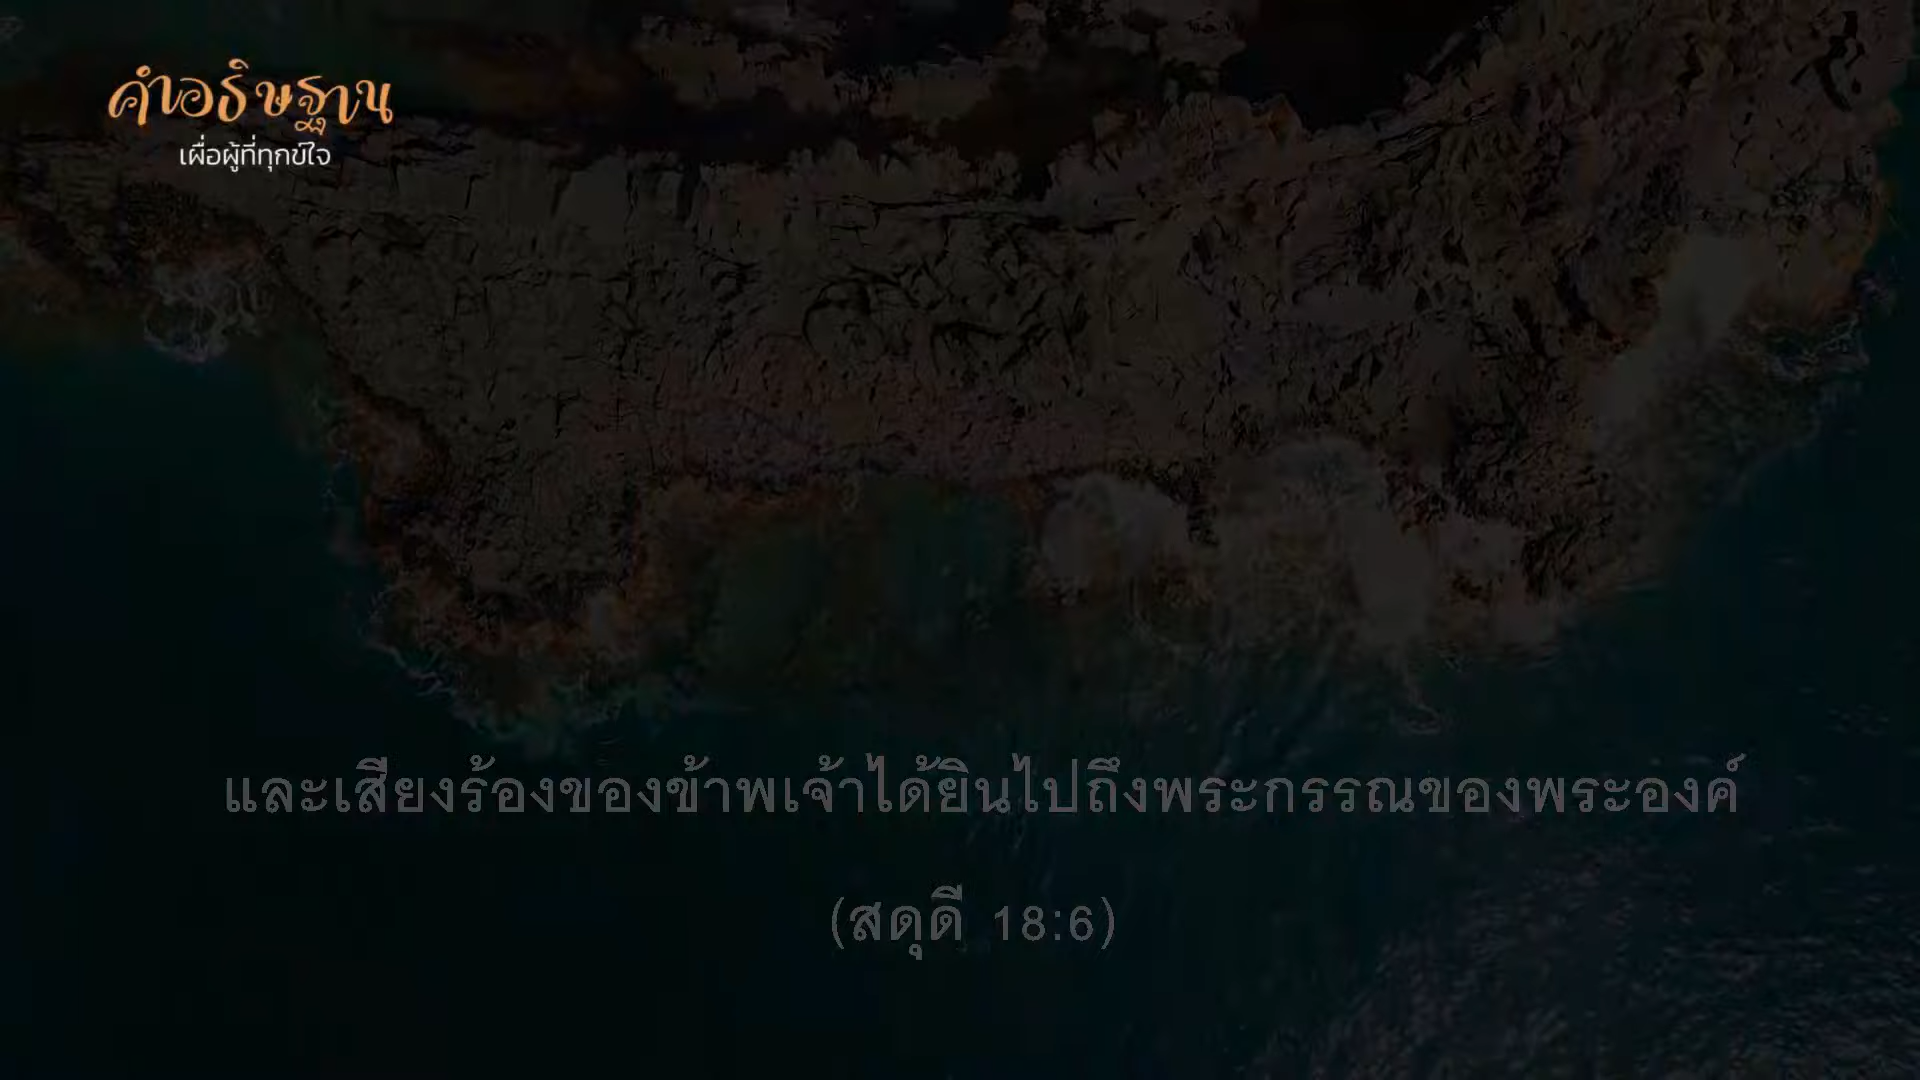 คำอธิษฐาน
เผื่อผู้ที่ทุกข์ใจ
และเสียงร้องของข้าพเจ้าได้ยินไปถึงพระกรรณของพระองค์
(สดุดี 18:6)